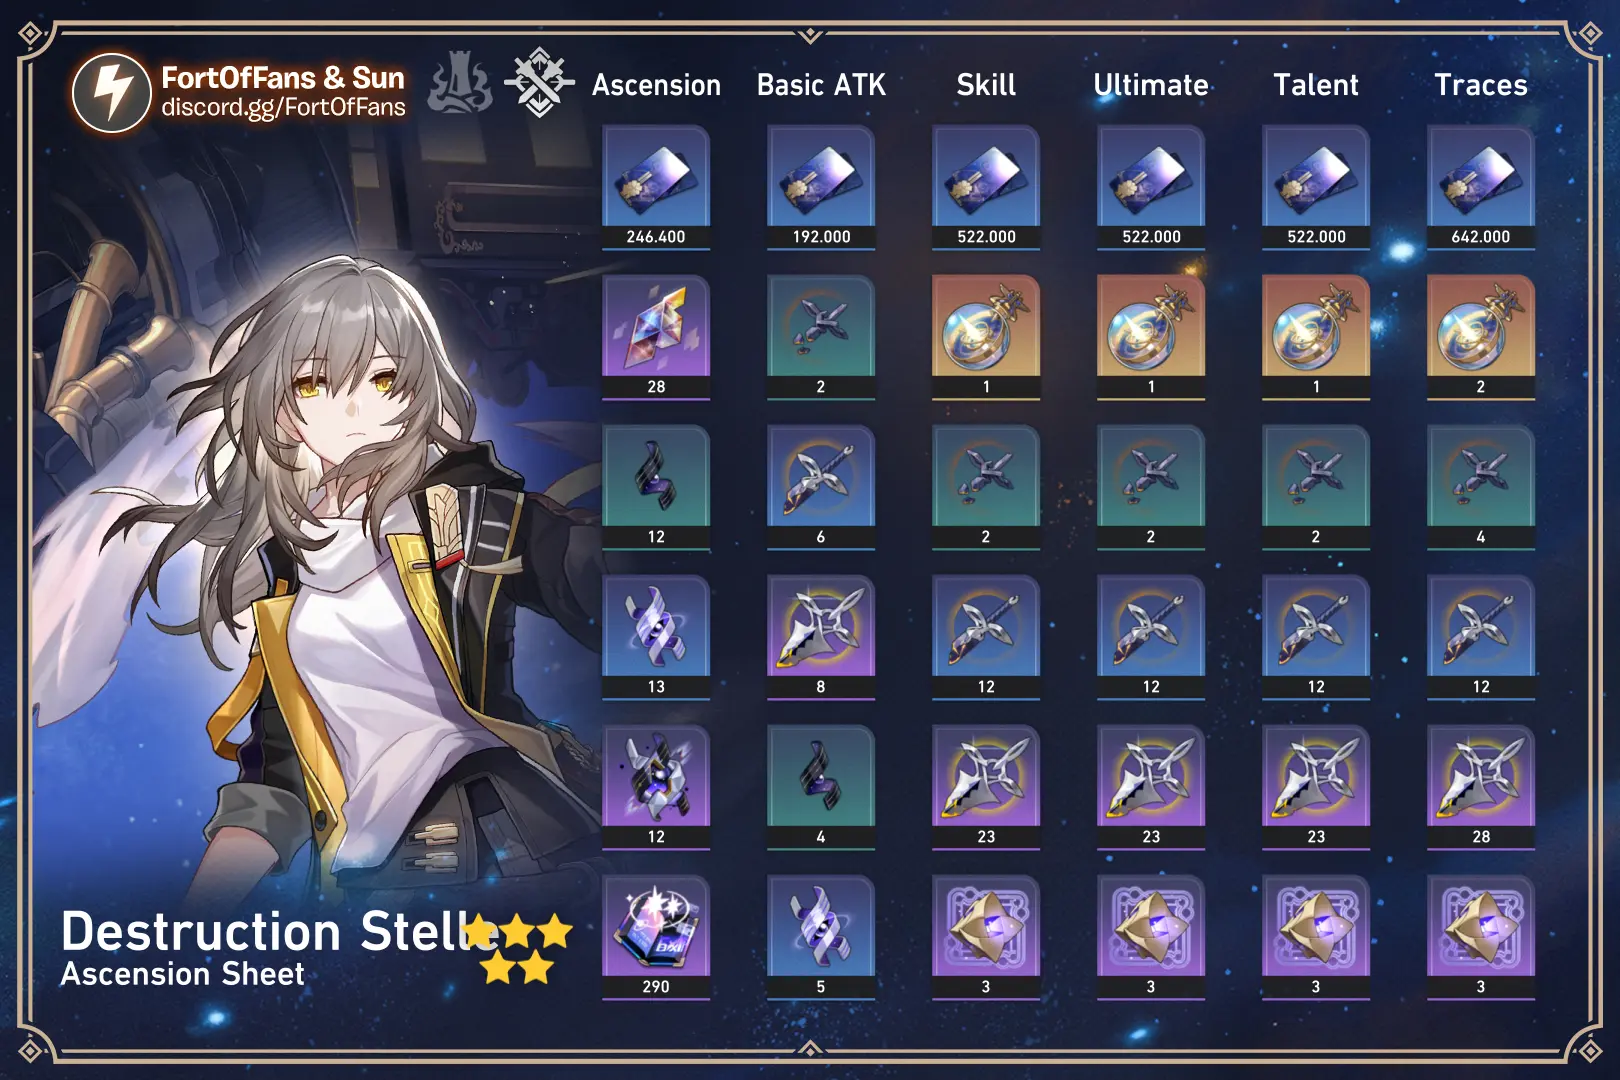 FortOfFans & Sun
discord.gg/FortOfFans
Ascension Basic ATK Skill Ultimate Talent Traces
246.400 192.000 522.000 522.000 522.000 642.000
28 2 1 1 1 2
12 6 2 2 2 4
13 8 12 12 12 12
12 4 23 23 23 28
290 5 3 3 3 3
Destruction Stelle
Ascension Sheet